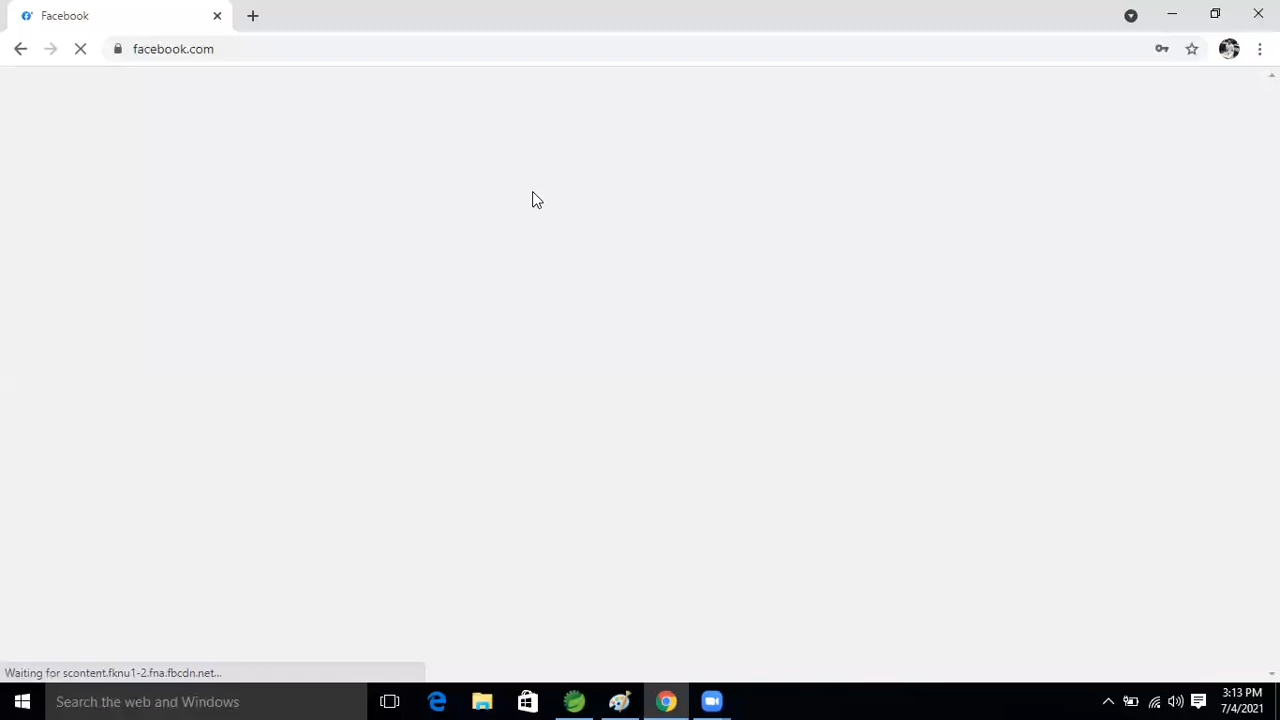 Facebook
facebook.com
Waiting for scontent.fknu1-2.fna.fbcdn.net...
Search the web and Windows
3:13 PM
7/4/2021